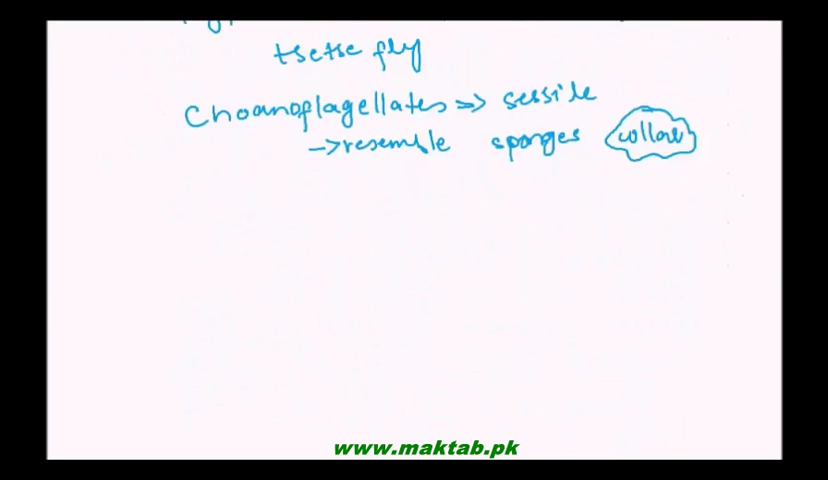 tsetse fly
Choanoflagellates => sessile
-> resemble sponges collar
www.maktab.pk